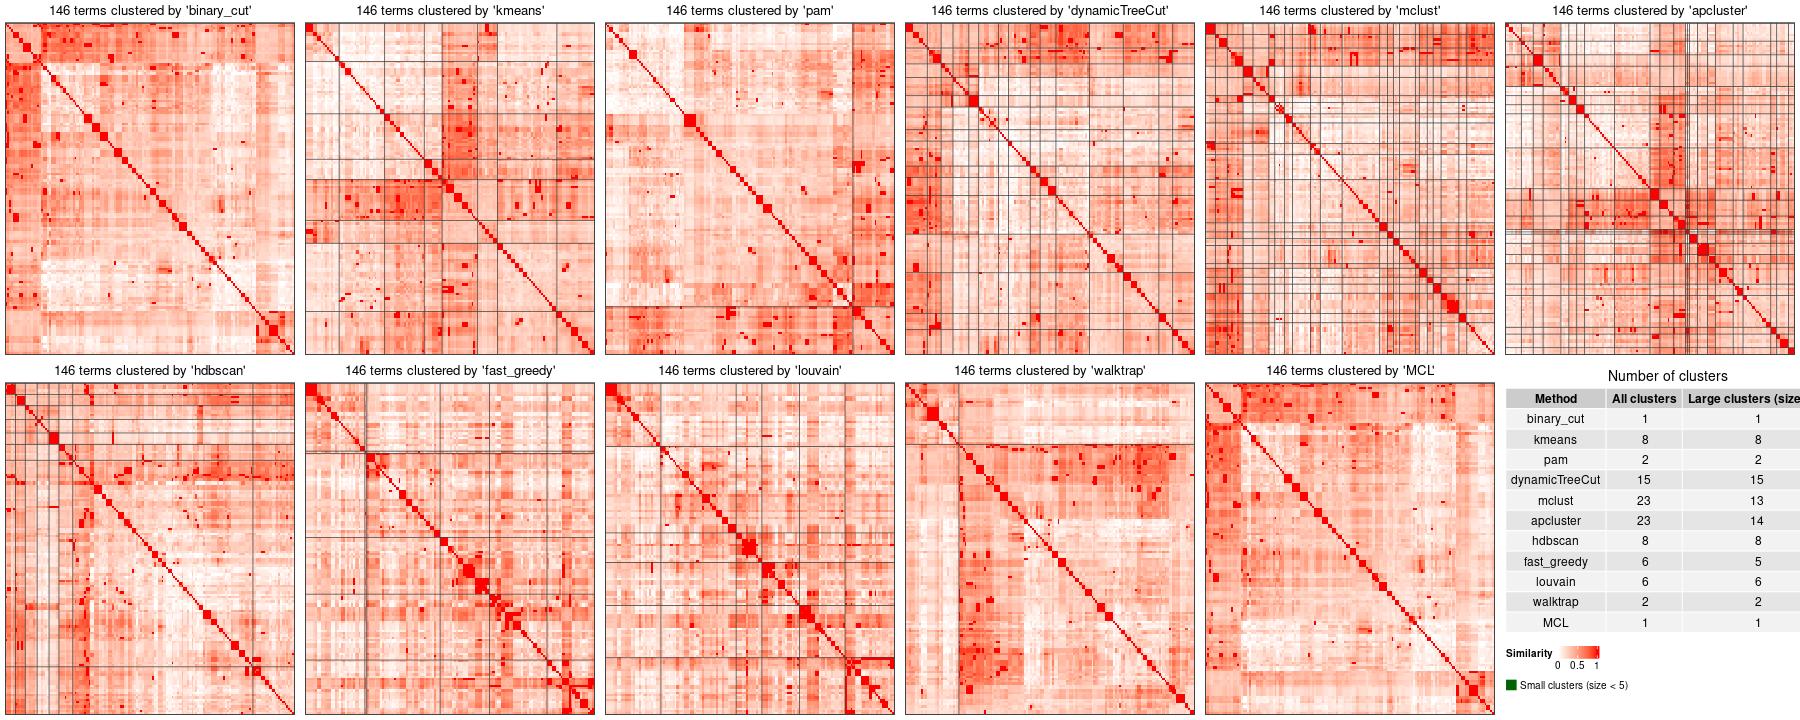 146 terms clustered by 'binary_cut'
146 terms clustered by 'kmeans'
146 terms clustered by 'pam'
146 terms clustered by 'dynamicTreeCut'
146 terms clustered by 'mclust'
146 terms clustered by 'apcluster'
146 terms clustered by 'hdbscan'
146 terms clustered by 'fast_greedy'
146 terms clustered by 'louvain'
146 terms clustered by 'walktrap'
146 terms clustered by 'MCL'
Number of clusters
Method All clusters Large clusters (size
binary_cut 1 1
kmeans 8 8
pam 2 2
dynamicTreeCut 15 15
mclust 23 13
apcluster 23 14
hdbscan 8 8
fast_greedy 6 5
louvain 6 6
walktrap 2 2
MCL 1 1
Similarity
0 0.5 1
Small clusters (size < 5)